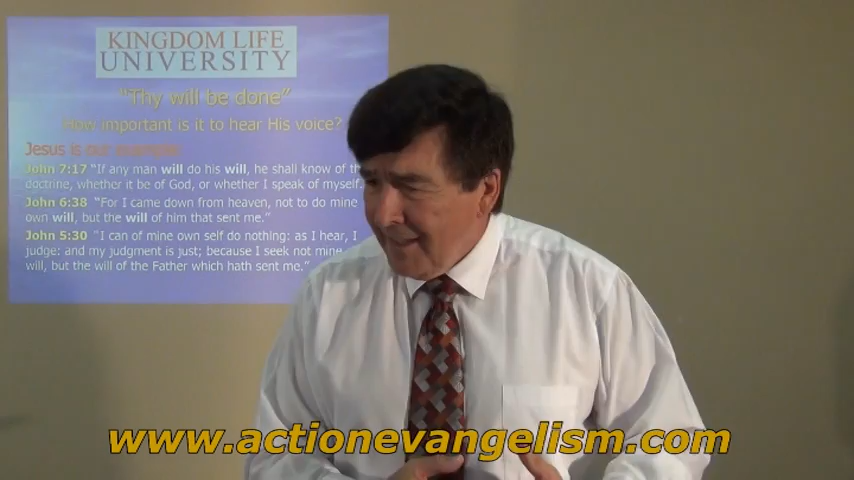 KINGDOM LIFE
UNIVERSITY
"Thy will be done"
How important is it to hear His voice?
Jesus is our example
John 7:17 "If any man will do his will, he shall know of th
doctrine, whether it be of God, or whether I speak of myself.
John 6:38 "For I came down from heaven, not to do mine
own will, but the will of him that sent me."
John 5:30 "I can of mine own self do nothing: as I hear, I
judge: and my judgment is just; because I seek not mine
will, but the will of the Father which hath sent me."
www.actionevangelism.com